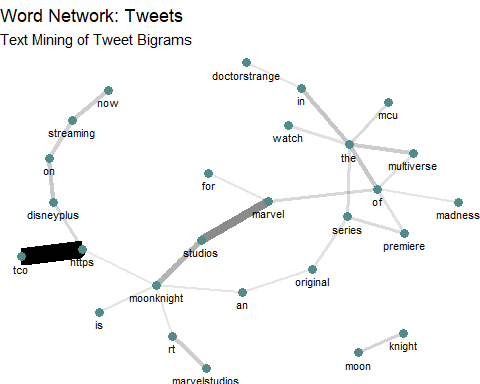 Word Network: Tweets
Text Mining of Tweet Bigrams
doctorstrange
now
in
mcu
streaming
watch
the
multiverse
on
for
of
disneyplus
marvel
madness
series
premiere
studios
https
tco
original
moonknight
an
is
rt
knight
moon
marvelstudios